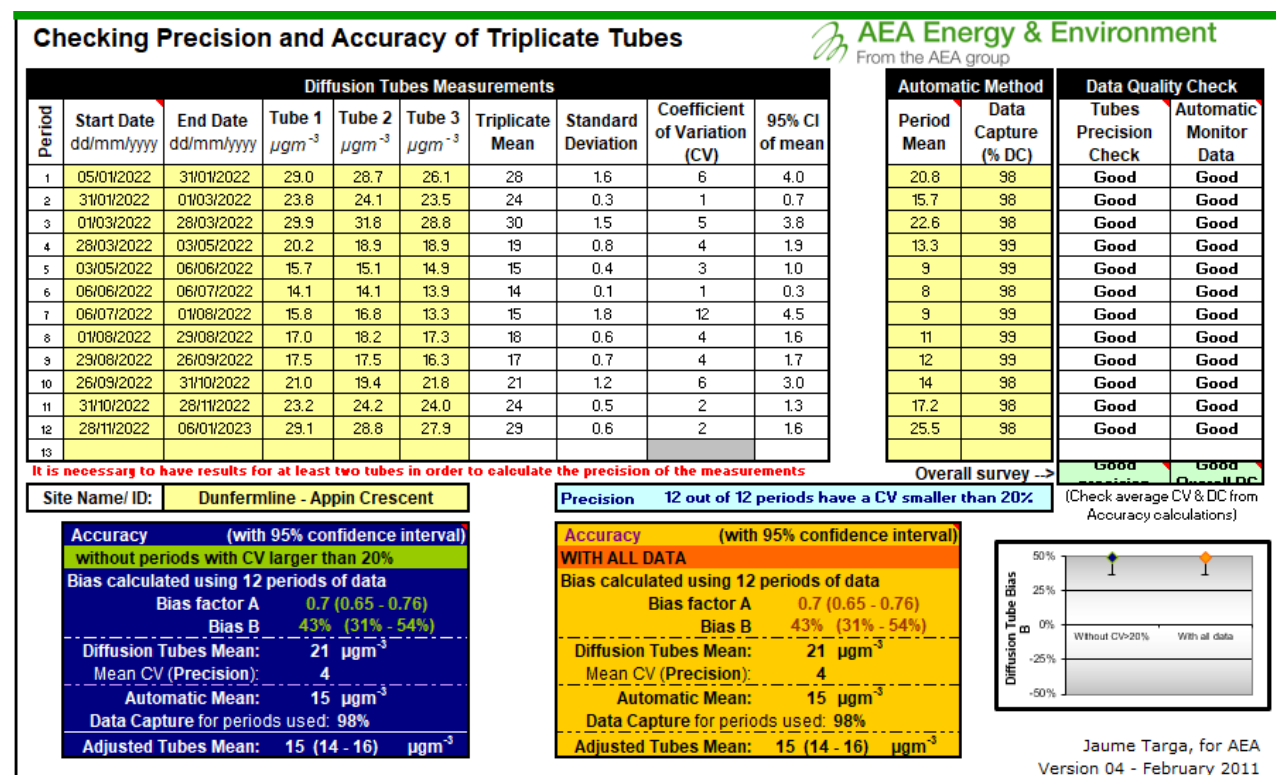 Checking Precision and Accuracy of Triplicate Tubes
AEA Energy & Environment
From the AEA group
Diffusion Tubes Measurements
Automatic Method
Data Quality Check
Period Start Date dd/mm/yyyy End Date dd/mm/yyyy Tube 1 µgm⁻³ Tube 2 µgm⁻³ Tube 3 µgm⁻³ Triplicate Mean Standard Deviation Coefficient of Variation (CV) 95% CI of mean Period Mean Data Capture (% DC) Tubes Precision Check Automatic Monitor Data
1 05/01/2022 31/01/2022 29.0 28.7 26.1 28 1.6 6 4.0 20.8 98 Good Good
2 31/01/2022 01/03/2022 23.8 24.1 23.5 24 0.3 1 0.7 15.7 98 Good Good
3 01/03/2022 28/03/2022 29.9 31.8 28.8 30 1.5 5 3.8 22.6 98 Good Good
4 28/03/2022 03/05/2022 20.2 18.9 18.9 19 0.8 4 1.9 13.3 99 Good Good
5 03/05/2022 06/06/2022 15.7 15.1 14.9 15 0.4 3 1.0 9 99 Good Good
6 06/06/2022 06/07/2022 14.1 14.1 13.9 14 0.1 1 0.3 8 98 Good Good
7 06/07/2022 01/08/2022 15.8 16.8 13.3 15 1.8 12 4.5 9 99 Good Good
8 01/08/2022 29/08/2022 17.0 18.2 17.3 18 0.6 4 1.6 11 99 Good Good
9 29/08/2022 26/09/2022 17.5 17.5 16.3 17 0.7 4 1.7 12 99 Good Good
10 26/09/2022 31/10/2022 21.0 19.4 21.8 21 1.2 6 3.0 14 98 Good Good
11 31/10/2022 28/11/2022 23.2 24.2 24.0 24 0.5 2 1.3 17.2 98 Good Good
12 28/11/2022 06/01/2023 29.1 28.8 27.9 29 0.6 2 1.6 25.5 98 Good Good
13
It is necessary to have results for at least two tubes in order to calculate the precision of the measurements
Overall survey --> Good Good
Site Name/ ID: Dunfermline - Appin Crescent
Precision 12 out of 12 periods have a CV smaller than 20%
(Check average CV & DC from
Accuracy calculations)
Accuracy (with 95% confidence interval)
without periods with CV larger than 20%
Bias calculated using 12 periods of data
Bias factor A 0.7 (0.65 - 0.76)
Bias B 43% (31% - 54%)
Diffusion Tubes Mean: 21 µgm⁻³
Mean CV (Precision): 4
Automatic Mean: 15 µgm⁻³
Data Capture for periods used: 98%
Adjusted Tubes Mean: 15 (14 - 16) µgm⁻³
Accuracy (with 95% confidence interval)
WITH ALL DATA
Bias calculated using 12 periods of data
Bias factor A 0.7 (0.65 - 0.76)
Bias B 43% (31% - 54%)
Diffusion Tubes Mean: 21 µgm⁻³
Mean CV (Precision): 4
Automatic Mean: 15 µgm⁻³
Data Capture for periods used: 98%
Adjusted Tubes Mean: 15 (14 - 16) µgm⁻³
Diffusion Tube Bias B
50%
25%
0%
-25%
-50%
Without CV>20% With all data
Jaume Targa, for AEA
Version 04 - February 2011